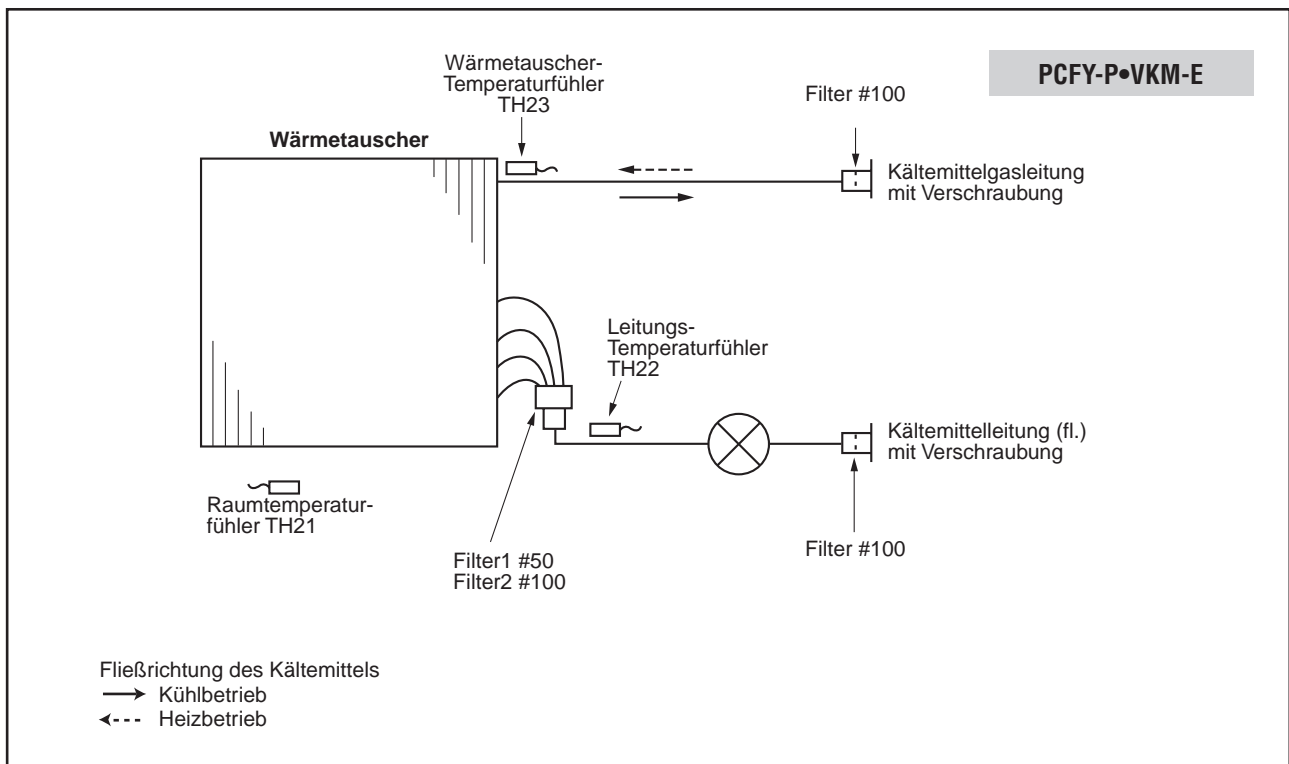 PCFY-P•VKM-E
Wärmetauscher-
Temperaturfühler
TH23
Filter #100
Wärmetauscher
Kältemittelgasleitung
mit Verschraubung
Leitungs-
Temperaturfühler
TH22
Kältemittelleitung (fl.)
mit Verschraubung
Raumtemperatur-
fühler TH21
Filter1 #50
Filter2 #100
Filter #100
Fließrichtung des Kältemittels
Kühlbetrieb
Heizbetrieb